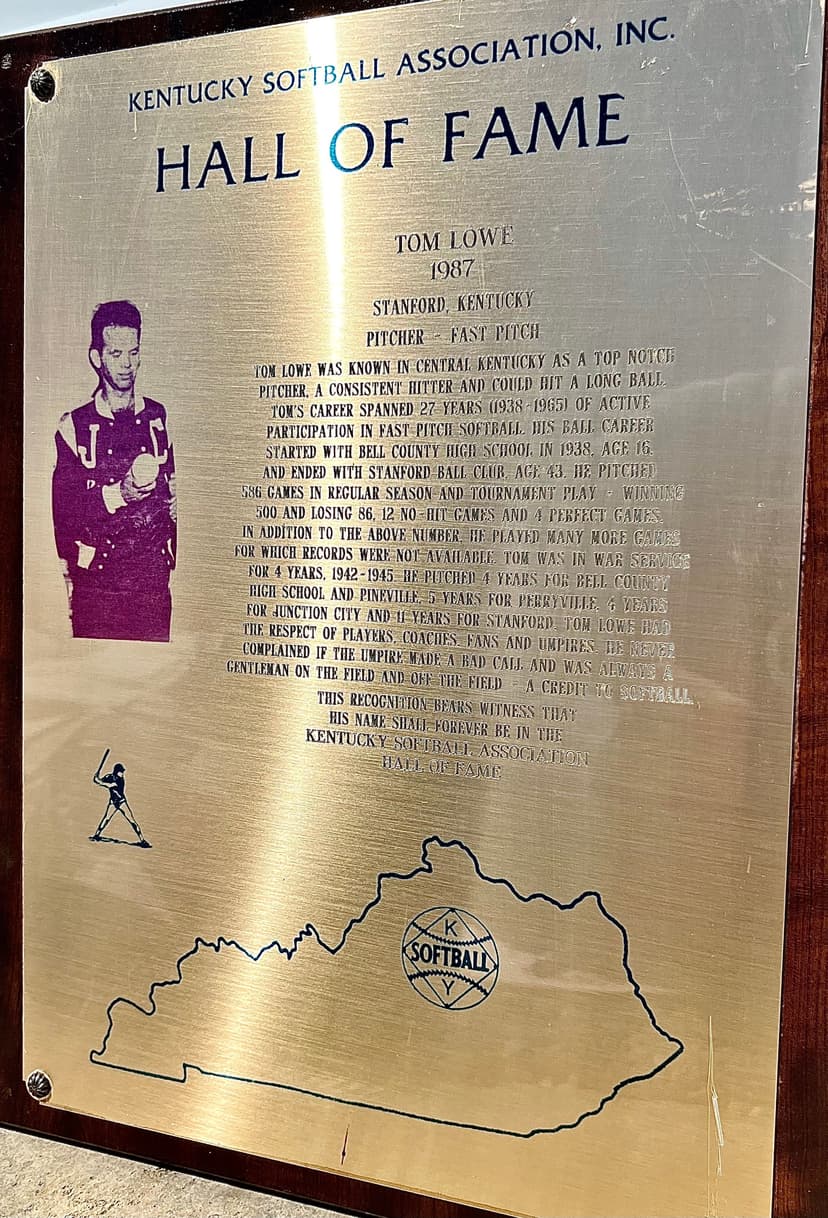 KENTUCKY SOFTBALL ASSOCIATION, INC.
HALL OF FAME
TOM LOWE
1987
STANFORD, KENTUCKY
PITCHER - FAST PITCH
TOM LOWE WAS KNOWN IN CENTRAL KENTUCKY AS A TOP NOTCH
PITCHER, A CONSISTENT HITTER AND COULD HIT A LONG BALL.
TOM'S CAREER SPANNED 27 YEARS (1938-1965) OF ACTIVE
PARTICIPATION IN FAST PITCH SOFTBALL. HIS BALL CAREER
STARTED WITH BELL COUNTY HIGH SCHOOL IN 1938, AGE 16,
AND ENDED WITH STANFORD BALL CLUB, AGE 43. HE PITCHED
586 GAMES IN REGULAR SEASON AND TOURNAMENT PLAY - WINNING
500 AND LOSING 86, 12 NO-HIT GAMES AND 4 PERFECT GAMES.
IN ADDITION TO THE ABOVE NUMBER, HE PLAYED MANY MORE GAMES
FOR WHICH RECORDS WERE NOT AVAILABLE. TOM WAS IN WAR SERVICE
FOR 4 YEARS, 1942-1945. HE PITCHED 4 YEARS FOR BELL COUNTY
HIGH SCHOOL AND PINEVILLE, 5 YEARS FOR PERRYVILLE, 4 YEARS
FOR JUNCTION CITY AND 11 YEARS FOR STANFORD. TOM LOWE HAD
THE RESPECT OF PLAYERS, COACHES, FANS AND UMPIRES. HE NEVER
COMPLAINED IF THE UMPIRE MADE A BAD CALL AND WAS ALWAYS A
GENTLEMAN ON THE FIELD AND OFF THE FIELD - A CREDIT TO SOFTBALL.
THIS RECOGNITION BEARS WITNESS THAT
HIS NAME SHALL FOREVER BE IN THE
KENTUCKY SOFTBALL ASSOCIATION
HALL OF FAME
J C
K
SOFTBALL
Y